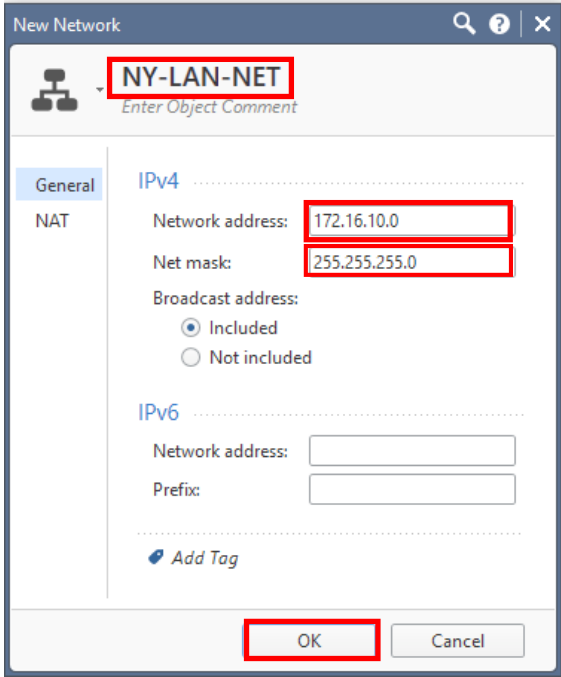 New Network
NY-LAN-NET
Enter Object Comment
General
NAT
IPv4
Network address: 172.16.10.0
Net mask: 255.255.255.0
Broadcast address:
Included
Not included
IPv6
Network address:
Prefix:
Add Tag
OK Cancel